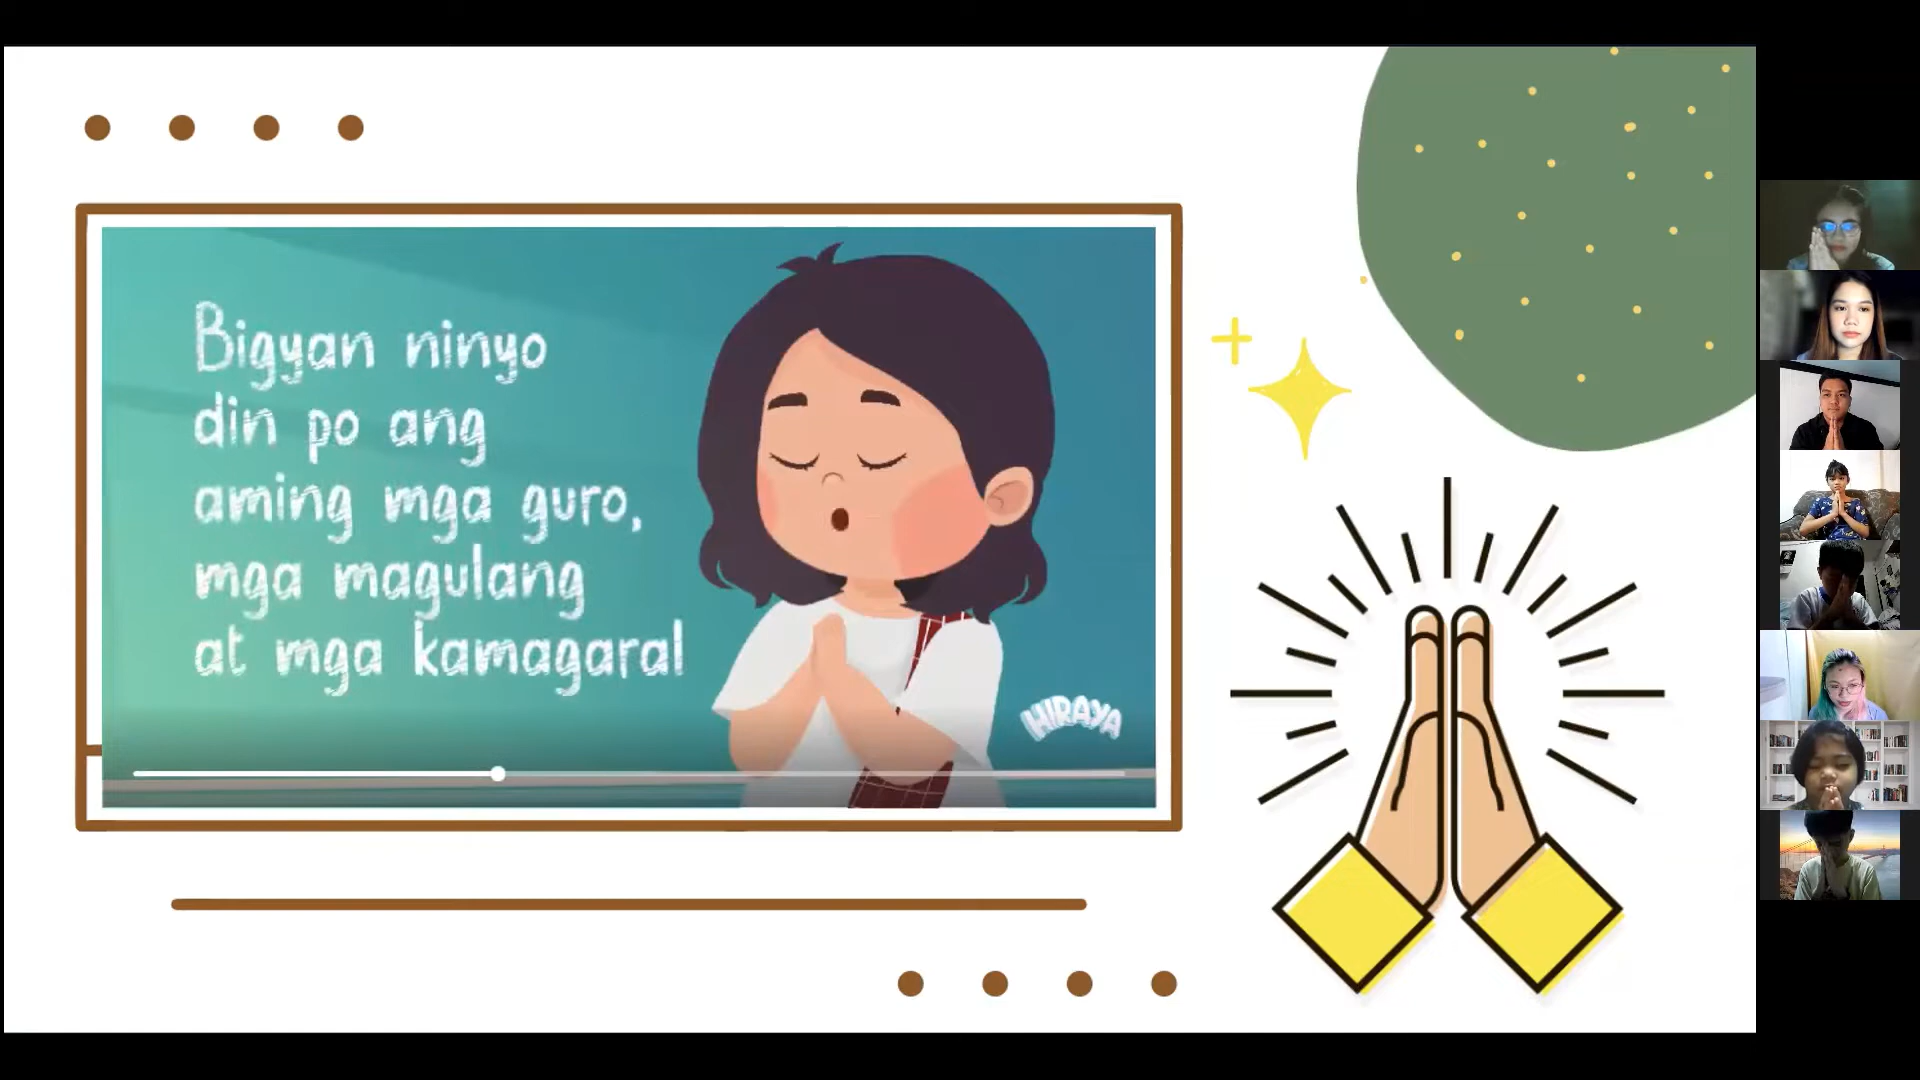 Bigyan ninyo
din po ang
aming mga guro,
mga magulang
at mga kamagaral
HIRAYA